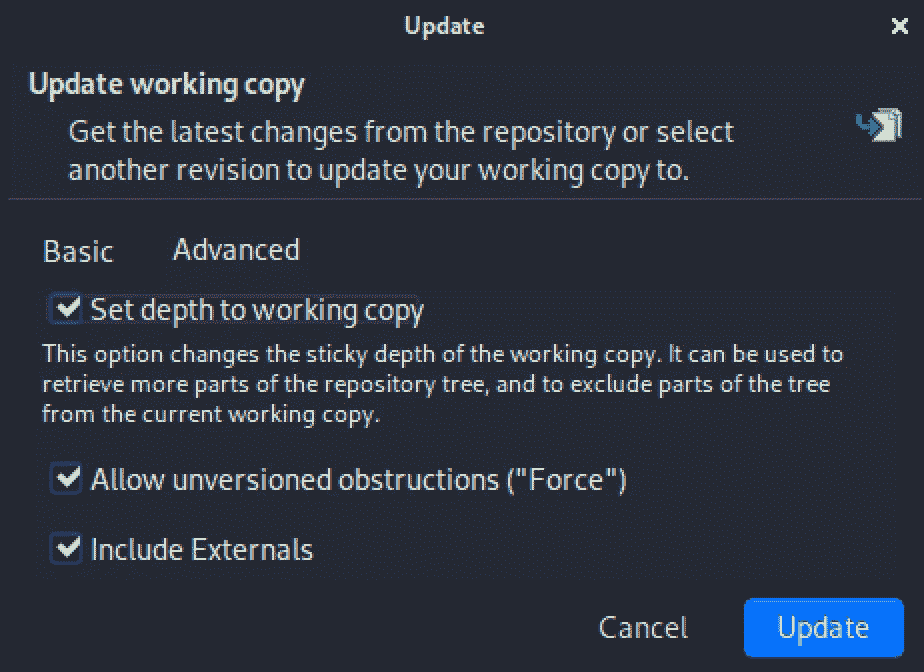 Update
Update working copy
Get the latest changes from the repository or select
another revision to update your working copy to.
Basic Advanced
Set depth to working copy
This option changes the sticky depth of the working copy. It can be used to
retrieve more parts of the repository tree, and to exclude parts of the tree
from the current working copy.
Allow unversioned obstructions ("Force")
Include Externals
Cancel Update